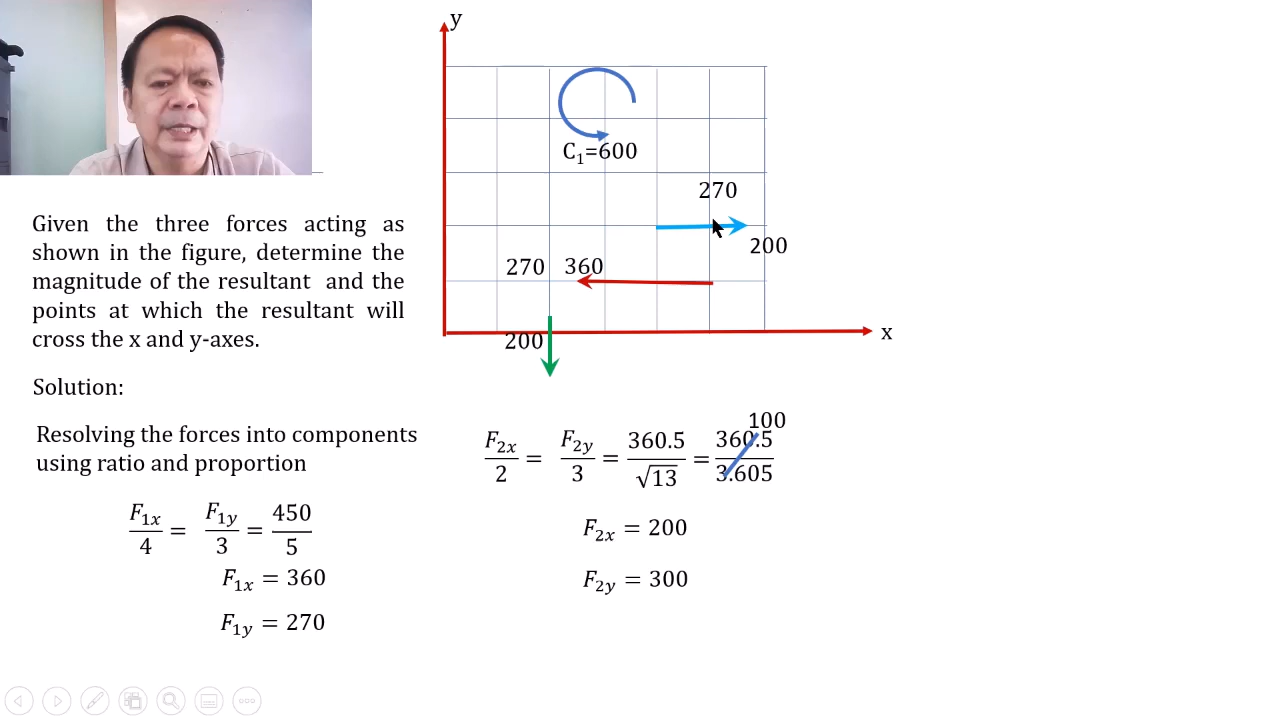 y
C₁=600
270
200
270 360
200
x
Given the three forces acting as
shown in the figure, determine the
magnitude of the resultant and the
points at which the resultant will
cross the x and y-axes.
Solution:
Resolving the forces into components
using ratio and proportion
F₁ₓ/4 = F₁y/3 = 450/5
F₁ₓ = 360
F₁y = 270
F₂ₓ/2 = F₂y/3 = 360.5/√13 = 360.5/3.605 100
F₂ₓ = 200
F₂y = 300